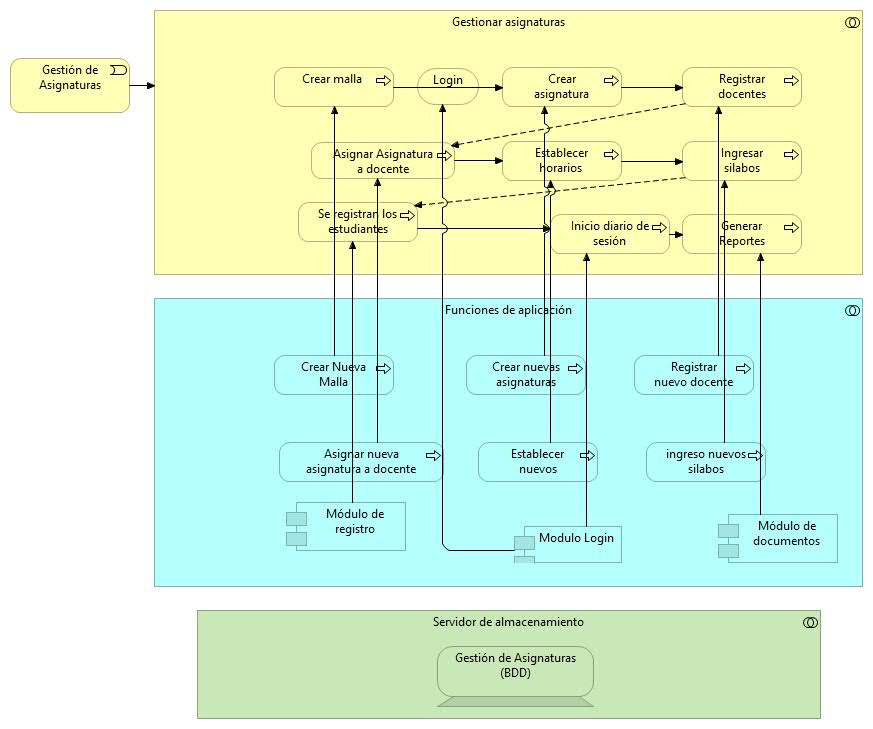 Gestionar asignaturas
Gestión de
Asignaturas
Crear malla
Login
Crear
asignatura
Registrar
docentes
Asignar Asignatura
a docente
Establecer
horarios
Ingresar
silabos
Se registran los
estudiantes
Inicio diario de
sesión
Generar
Reportes
Funciones de aplicación
Crear Nueva
Malla
Crear nuevas
asignaturas
Registrar
nuevo docente
Asignar nueva
asignatura a docente
Establecer
nuevos
ingreso nuevos
silabos
Módulo de
registro
Modulo Login
Módulo de
documentos
Servidor de almacenamiento
Gestión de Asignaturas
(BDD)